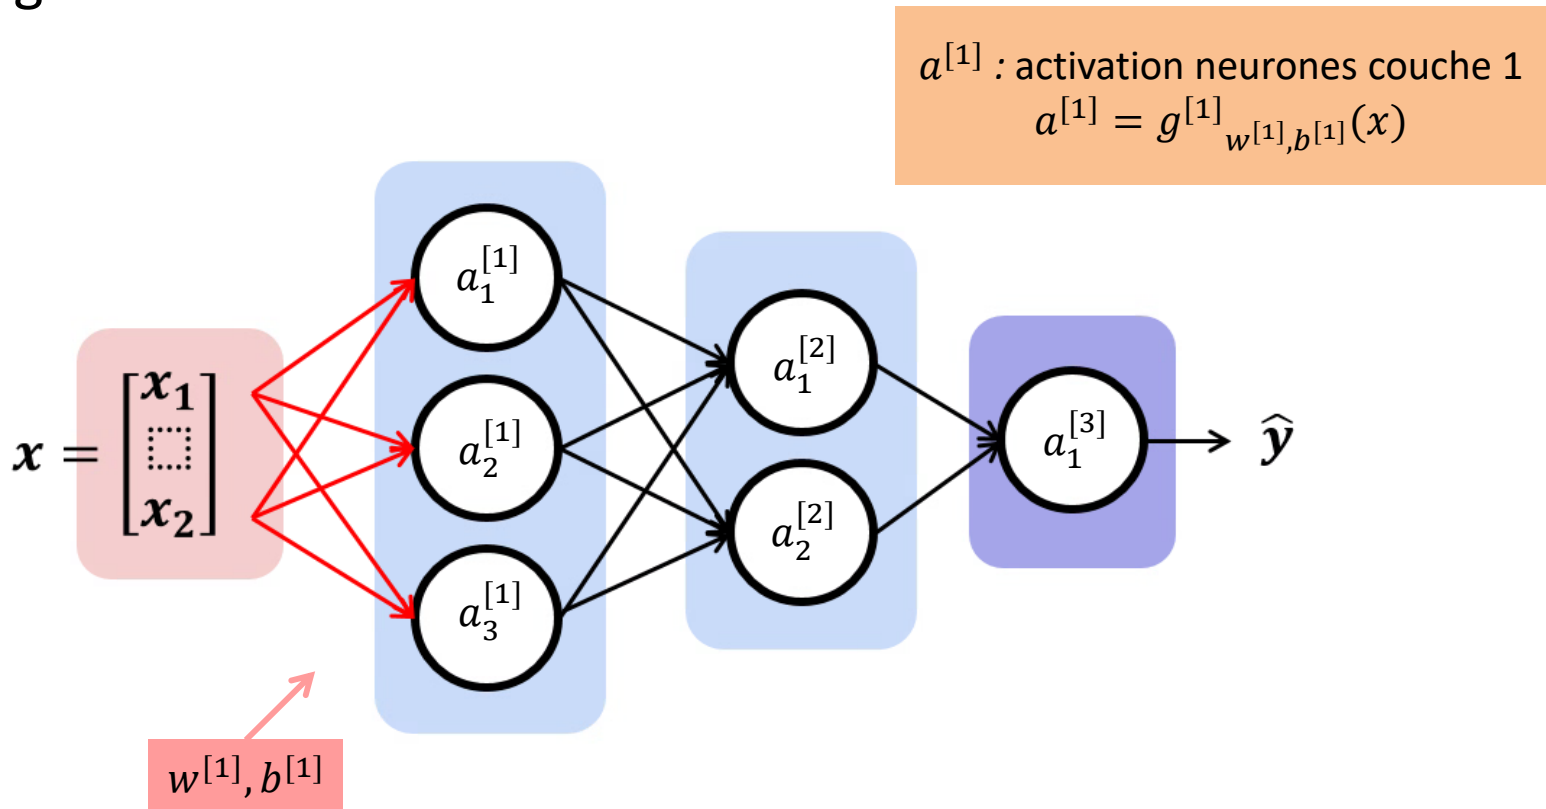 g
a^{[1]} : activation neurones couche 1
a^{[1]} = g^{[1]}_{w^{[1]},b^{[1]}}(x)
x = [x_1 x_2]
a_1^{[1]}
a_2^{[1]}
a_3^{[1]}
a_1^{[2]}
a_2^{[2]}
a_1^{[3]}
ŷ
w^{[1]}, b^{[1]}